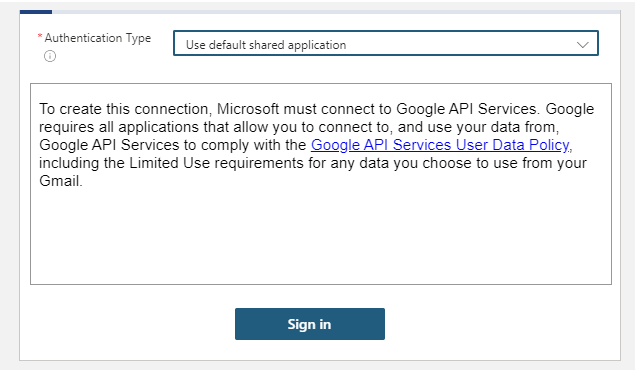 *Authentication Type
Use default shared application
To create this connection, Microsoft must connect to Google API Services. Google
requires all applications that allow you to connect to, and use your data from,
Google API Services to comply with the Google API Services User Data Policy,
including the Limited Use requirements for any data you choose to use from your
Gmail.
Sign in